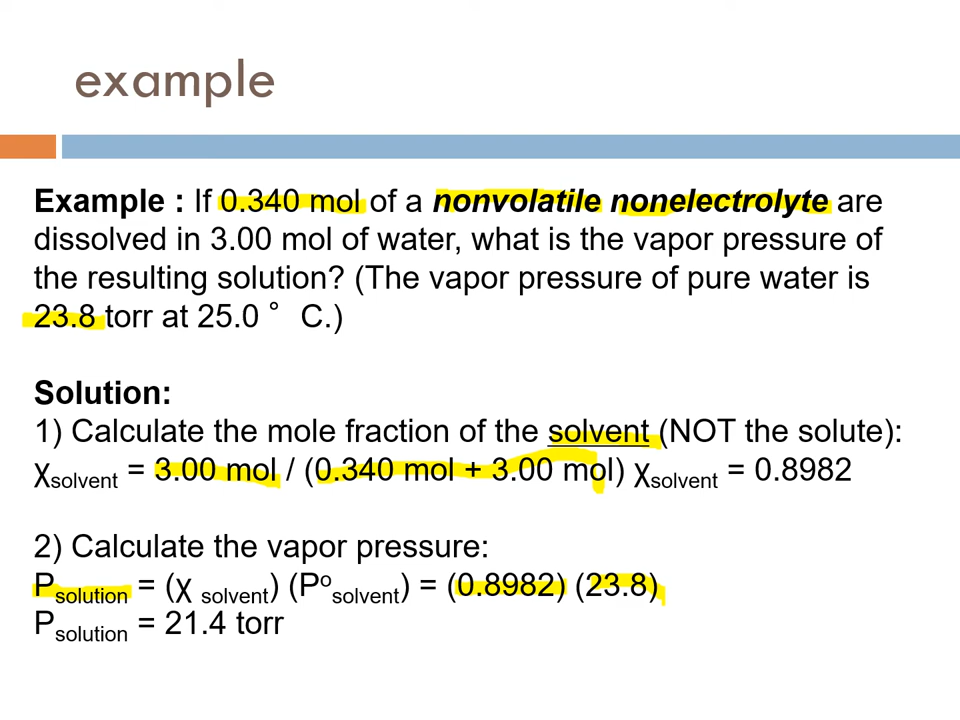 example
Example : If 0.340 mol of a nonvolatile nonelectrolyte are
dissolved in 3.00 mol of water, what is the vapor pressure of
the resulting solution? (The vapor pressure of pure water is
23.8 torr at 25.0 ° C.)
Solution:
1) Calculate the mole fraction of the solvent (NOT the solute):
χsolvent = 3.00 mol / (0.340 mol + 3.00 mol) χsolvent = 0.8982
2) Calculate the vapor pressure:
Psolution = (χ solvent) (Posolvent) = (0.8982) (23.8)
Psolution = 21.4 torr